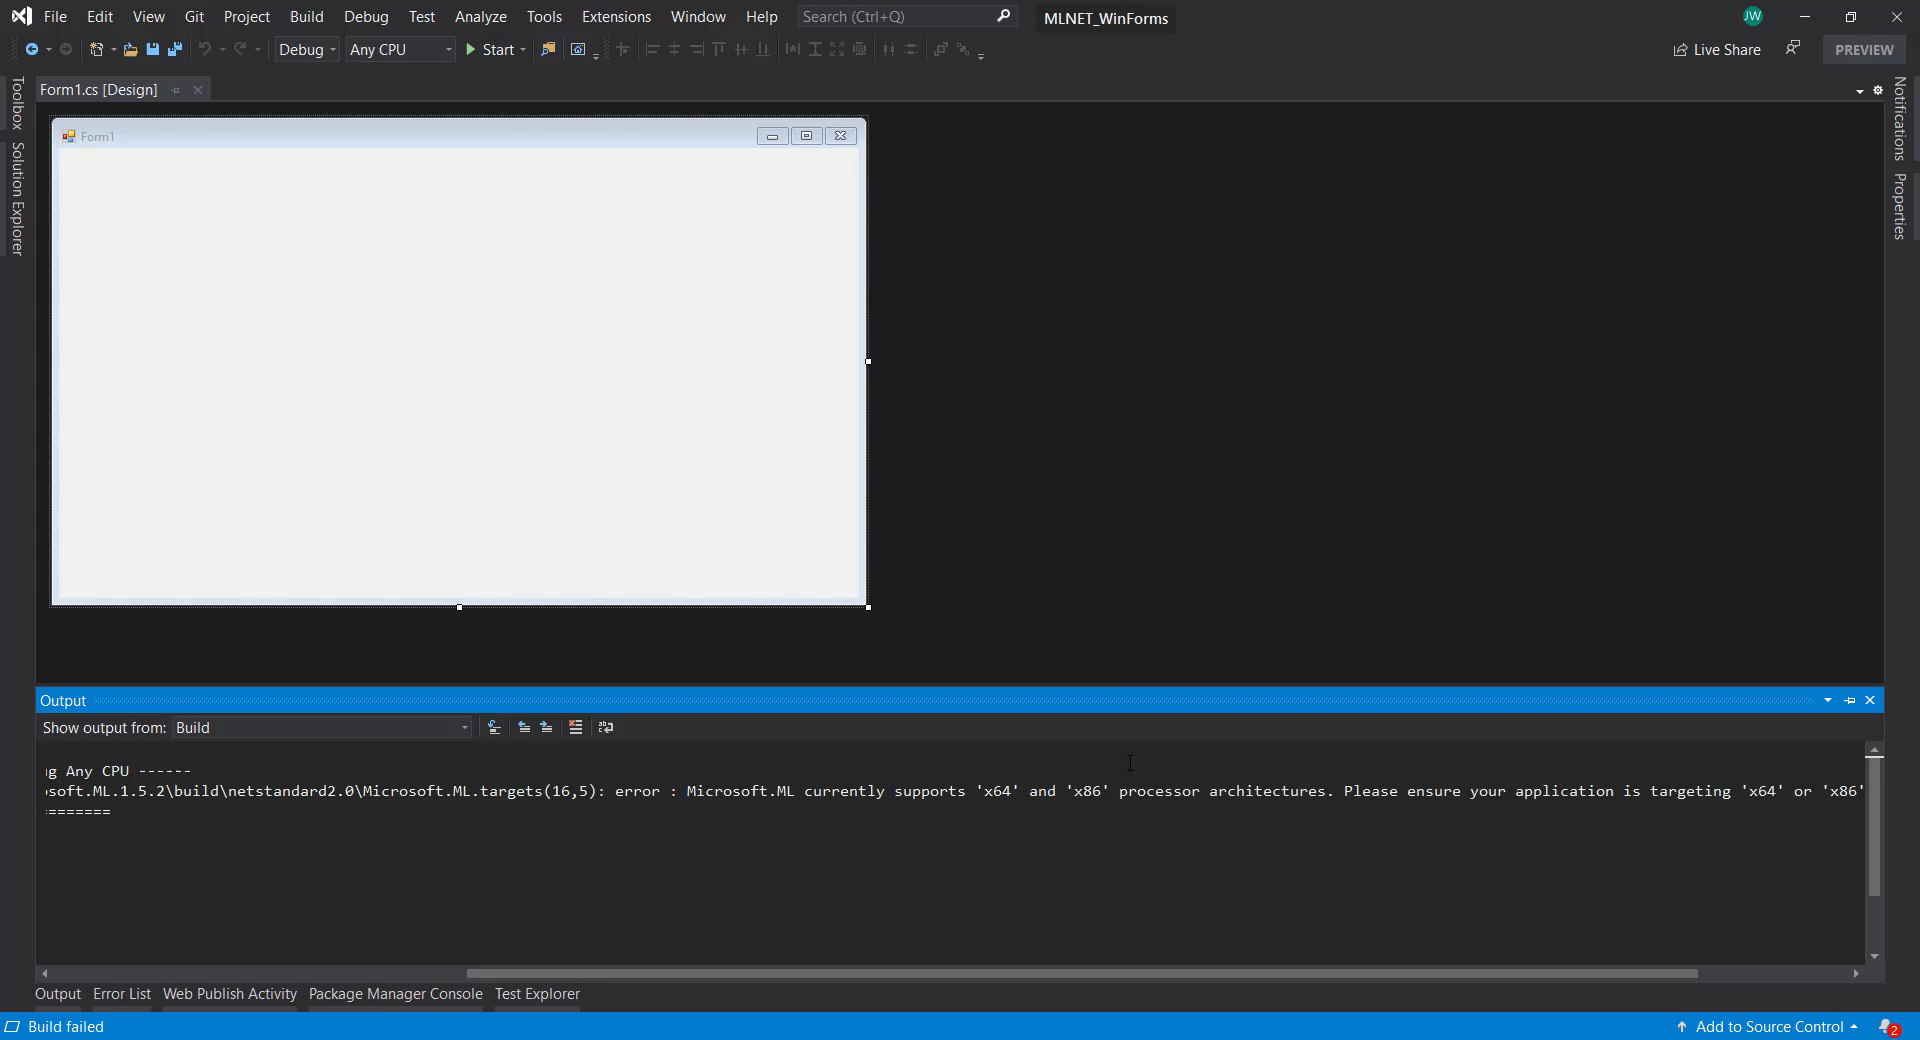 File Edit View Git Project Build Debug Test Analyze Tools Extensions Window Help Search (Ctrl+Q) MLNET_WinForms JW
Debug Any CPU Start Live Share PREVIEW
Form1.cs [Design]
Toolbox
Solution Explorer
Form1
Notifications
Properties
Output
Show output from: Build
g Any CPU ------
soft.ML.1.5.2\build\netstandard2.0\Microsoft.ML.targets(16,5): error : Microsoft.ML currently supports 'x64' and 'x86' processor architectures. Please ensure your application is targeting 'x64' or 'x86'
=======
Output Error List Web Publish Activity Package Manager Console Test Explorer
Build failed Add to Source Control 2